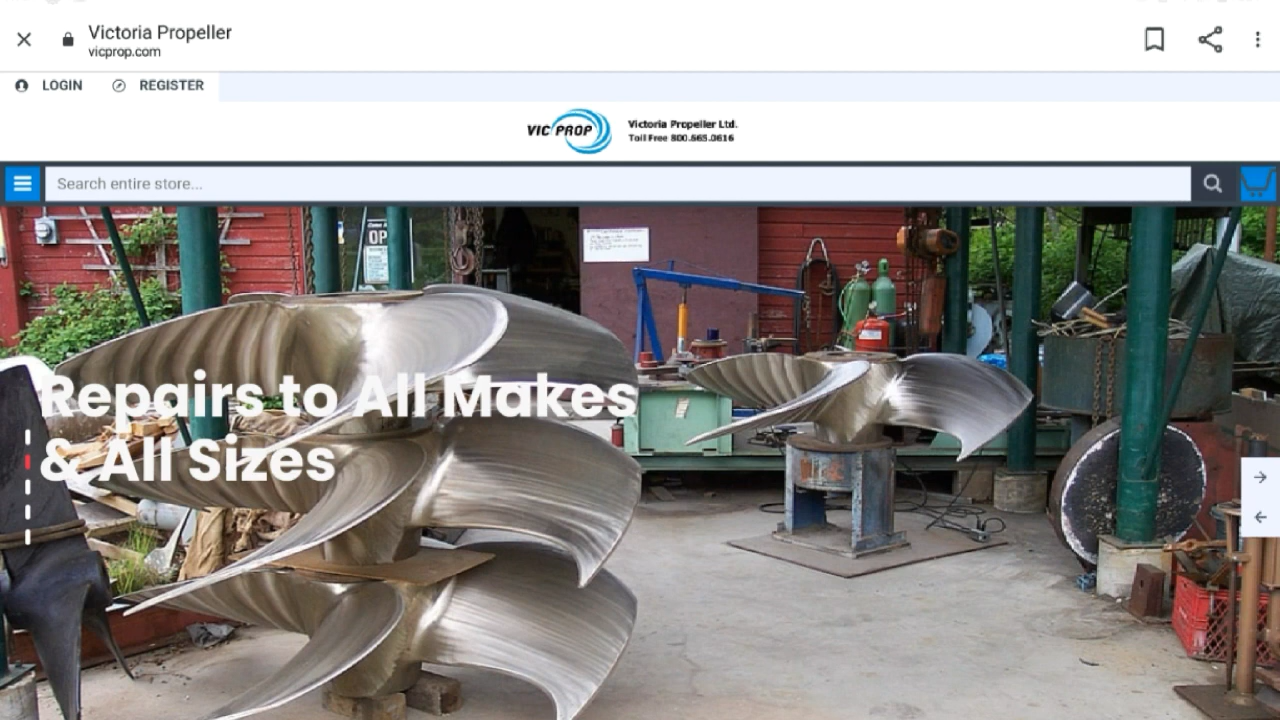 Victoria Propeller
vicprop.com
LOGIN
REGISTER
VIC PROP
Victoria Propeller Ltd.
Toll Free 800.665.0616
Search entire store...
OP
Repairs to All Makes
& All Sizes